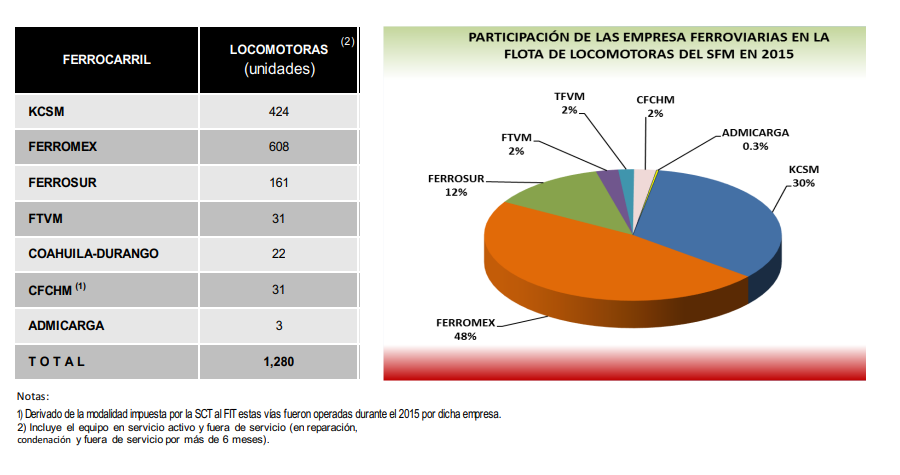 FERROCARRIL
LOCOMOTORAS (2)
(unidades)
KCSM 424
FERROMEX 608
FERROSUR 161
FTVM 31
COAHUILA-DURANGO 22
CFCHM (1) 31
ADMICARGA 3
T O T A L 1,280
PARTICIPACIÓN DE LAS EMPRESA FERROVIARIAS EN LA
FLOTA DE LOCOMOTORAS DEL SFM EN 2015
TFVM
2%
CFCHM
2%
FTVM
2%
ADMICARGA
0.3%
FERROSUR
12%
KCSM
30%
FERROMEX
48%
Notas:
1) Derivado de la modalidad impuesta por la SCT al FIT estas vías fueron operadas durante el 2015 por dicha empresa.
2) Incluye el equipo en servicio activo y fuera de servicio (en reparación,
condenación y fuera de servicio por más de 6 meses).